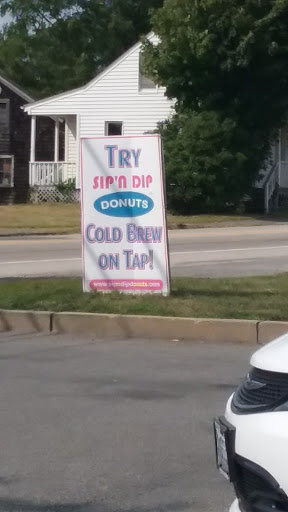 TRY
SIP'N DIP
DONUTS
COLD BREW
ON TAP!
www.sipndipdonuts.com